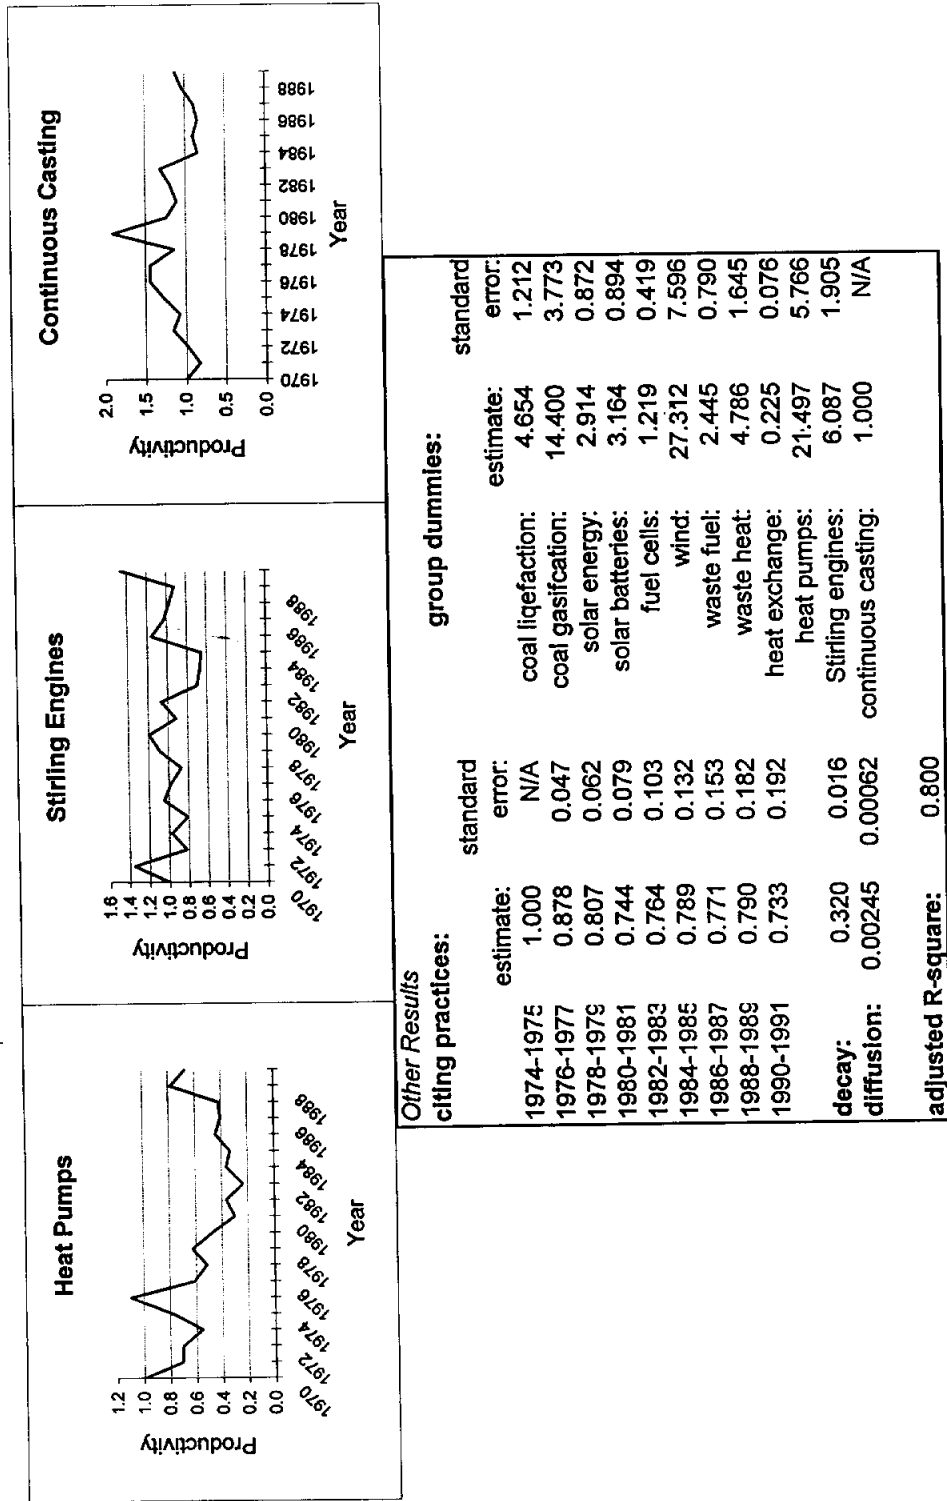 Heat Pumps
Productivity
1.2
1.0
0.8
0.6
0.4
0.2
0.0
1970
1972
1974
1976
1978
1980
1982
1984
1986
1988
Year
Stirling Engines
Productivity
1.6
1.4
1.2
1.0
0.8
0.6
0.4
0.2
0.0
1970
1972
1974
1976
1978
1980
1982
1984
1986
1988
Year
Continuous Casting
Productivity
2.0
1.5
1.0
0.5
0.0
1970
1972
1974
1976
1978
1980
1982
1984
1986
1988
Year
Other Results
citing practices: group dummies:
standard standard
estimate: error: estimate: error:
1974-1975 1.000 N/A coal liqefaction: 4.654 1.212
1976-1977 0.878 0.047 coal gasifcation: 14.400 3.773
1978-1979 0.807 0.062 solar energy: 2.914 0.872
1980-1981 0.744 0.079 solar batteries: 3.164 0.894
1982-1983 0.764 0.103 fuel cells: 1.219 0.419
1984-1985 0.789 0.132 wind: 27.312 7.596
1986-1987 0.771 0.153 waste fuel: 2.445 0.790
1988-1989 0.790 0.182 waste heat: 4.786 1.645
1990-1991 0.733 0.192 heat exchange: 0.225 0.076
heat pumps: 21.497 5.766
decay: 0.320 0.016 Stirling engines: 6.087 1.905
diffusion: 0.00245 0.00062 continuous casting: 1.000 N/A
adjusted R-square: 0.800